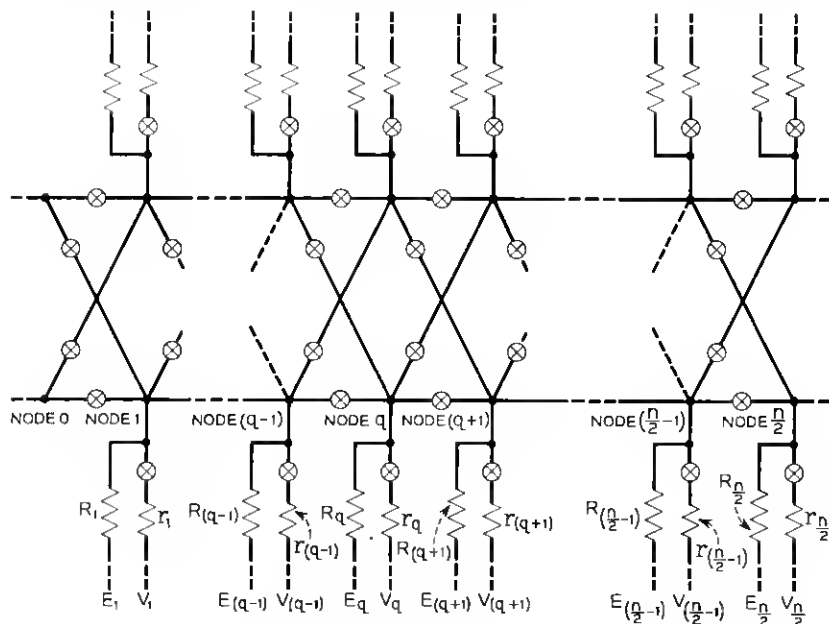 NODE 0 NODE 1 NODE (q-1) NODE q NODE (q+1) NODE (n/2-1) NODE n/2
R1 r1 R(q-1) r(q-1) Rq rq R(q+1) r(q+1) R(n/2-1) r(n/2-1) Rn/2 rn/2
E1 V1 E(q-1) V(q-1) Eq Vq E(q+1) V(q+1) E(n/2-1) V(n/2-1) En/2 Vn/2